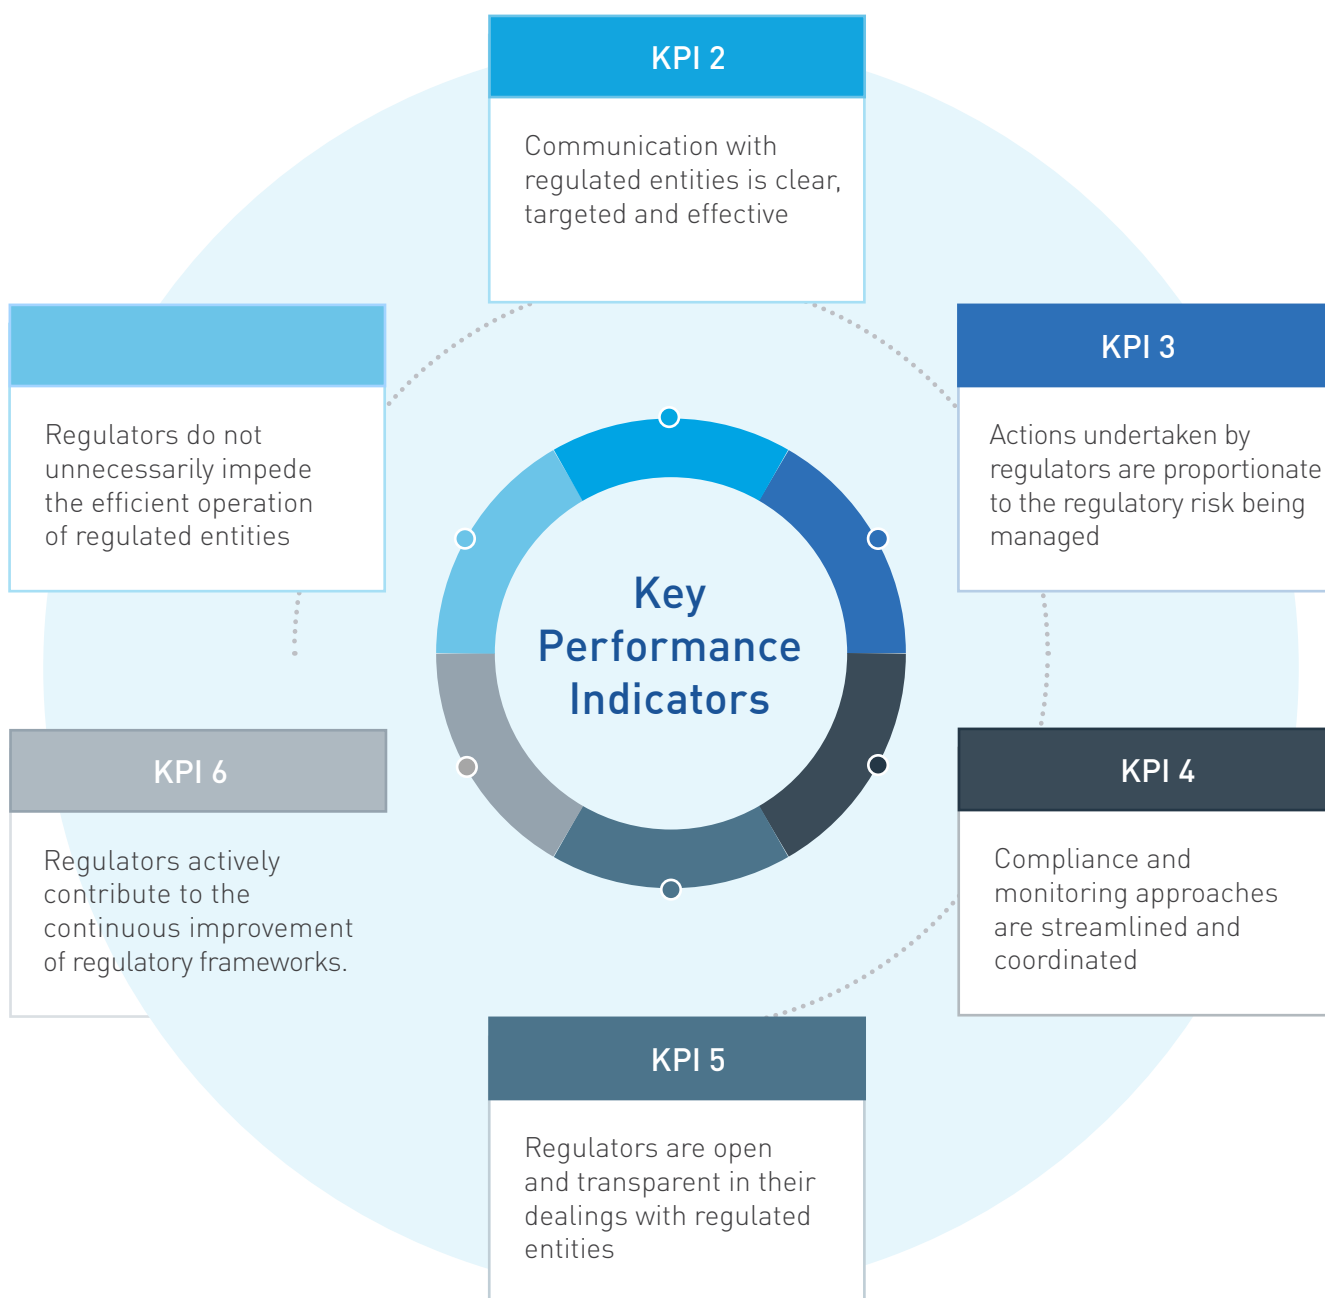 KPI 2
Communication with
regulated entities is clear,
targeted and effective
Regulators do not
unnecessarily impede
the efficient operation
of regulated entities
KPI 3
Actions undertaken by
regulators are proportionate
to the regulatory risk being
managed
Key
Performance
Indicators
KPI 6
Regulators actively
contribute to the
continuous improvement
of regulatory frameworks.
KPI 4
Compliance and
monitoring approaches
are streamlined and
coordinated
KPI 5
Regulators are open
and transparent in their
dealings with regulated
entities